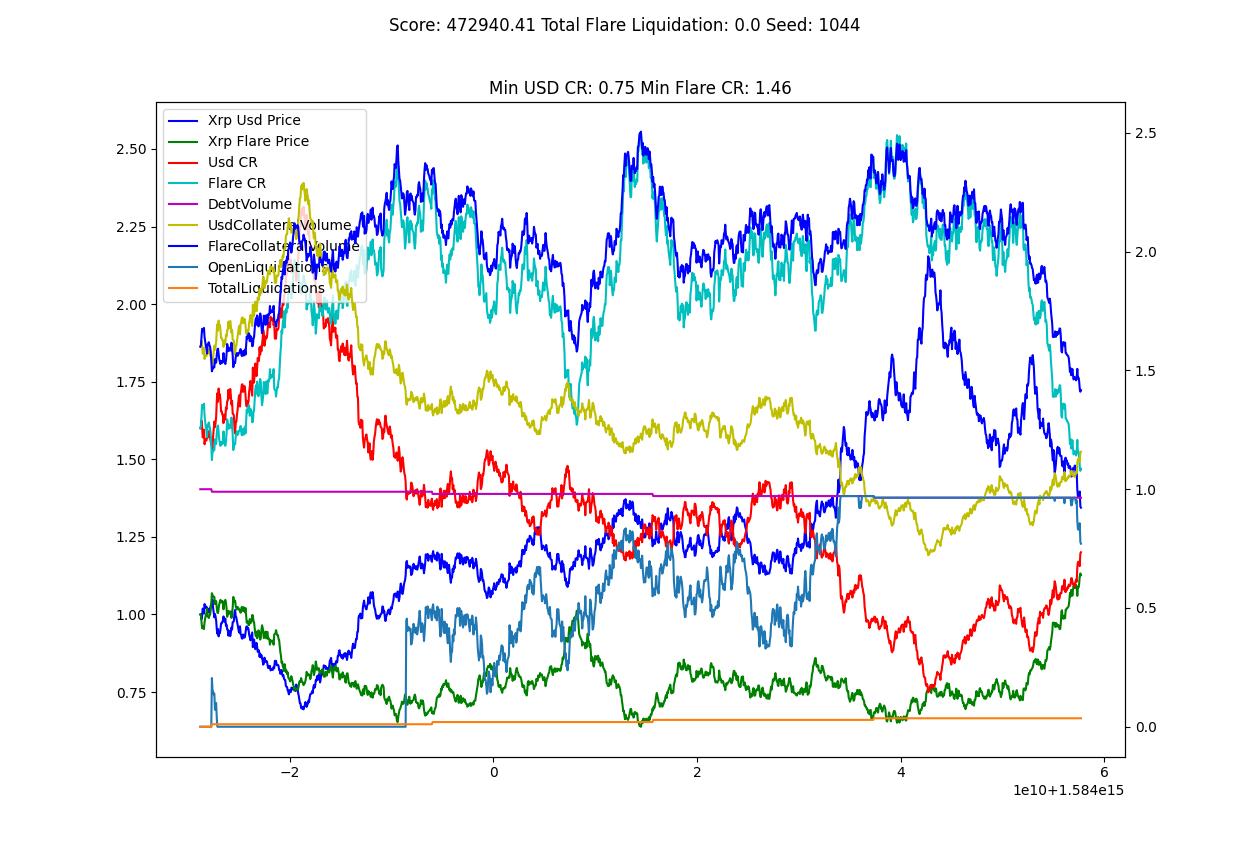 Score: 472940.41 Total Flare Liquidation: 0.0 Seed: 1044
Min USD CR: 0.75 Min Flare CR: 1.46
Xrp Usd Price
Xrp Flare Price
Usd CR
Flare CR
DebtVolume
UsdCollateralVolume
FlareCollateralVolume
OpenLiquidations
TotalLiquidations
2.50
2.25
2.00
1.75
1.50
1.25
1.00
0.75
2.5
2.0
1.5
1.0
0.5
0.0
−2
0
2
4
6
1e10+1.584e15